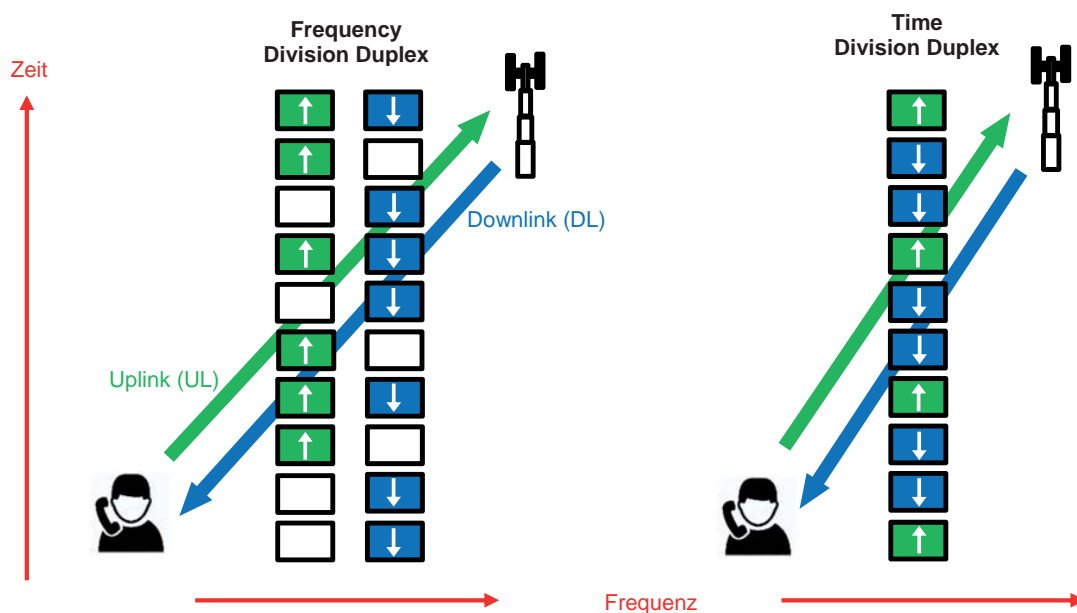 Frequency
Division Duplex
Time
Division Duplex
Zeit
Downlink (DL)
Uplink (UL)
Frequenz